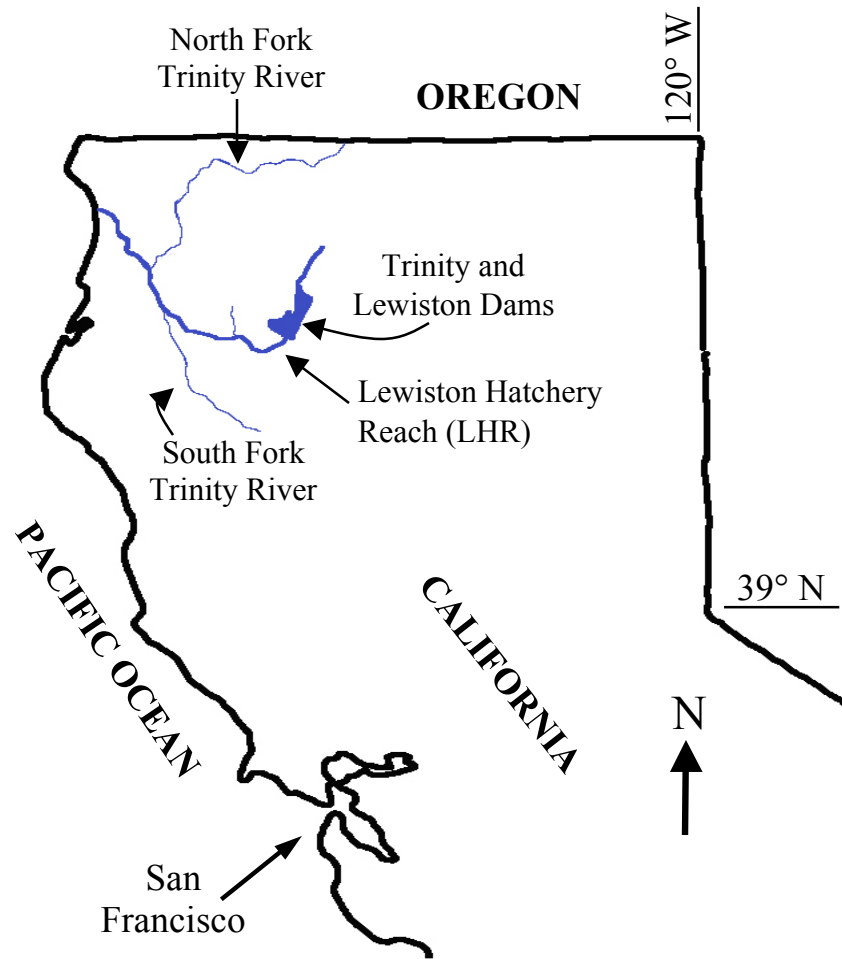 North Fork
Trinity River
OREGON
120° W
Trinity and
Lewiston Dams
Lewiston Hatchery
Reach (LHR)
South Fork
Trinity River
39° N
PACIFIC OCEAN
CALIFORNIA
N
San
Francisco